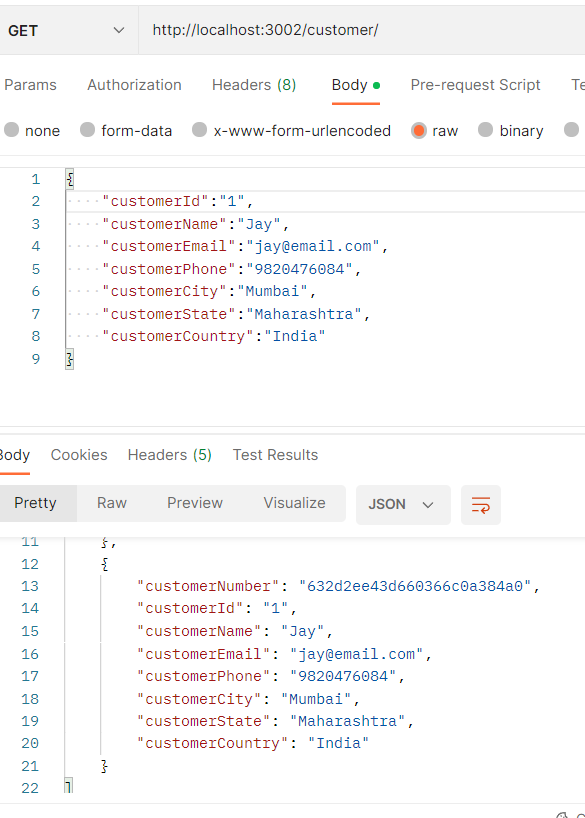 GET http://localhost:3002/customer/
Params Authorization Headers (8) Body Pre-request Script Te
none form-data x-www-form-urlencoded raw binary
1 {
2 "customerId":"1",
3 "customerName":"Jay",
4 "customerEmail":"jay@email.com",
5 "customerPhone":"9820476084",
6 "customerCity":"Mumbai",
7 "customerState":"Maharashtra",
8 "customerCountry":"India"
9 }
Body Cookies Headers (5) Test Results
Pretty Raw Preview Visualize JSON
11 },
12 {
13 "customerNumber": "632d2ee43d660366c0a384a0",
14 "customerId": "1",
15 "customerName": "Jay",
16 "customerEmail": "jay@email.com",
17 "customerPhone": "9820476084",
18 "customerCity": "Mumbai",
19 "customerState": "Maharashtra",
20 "customerCountry": "India"
21 }
22 ]